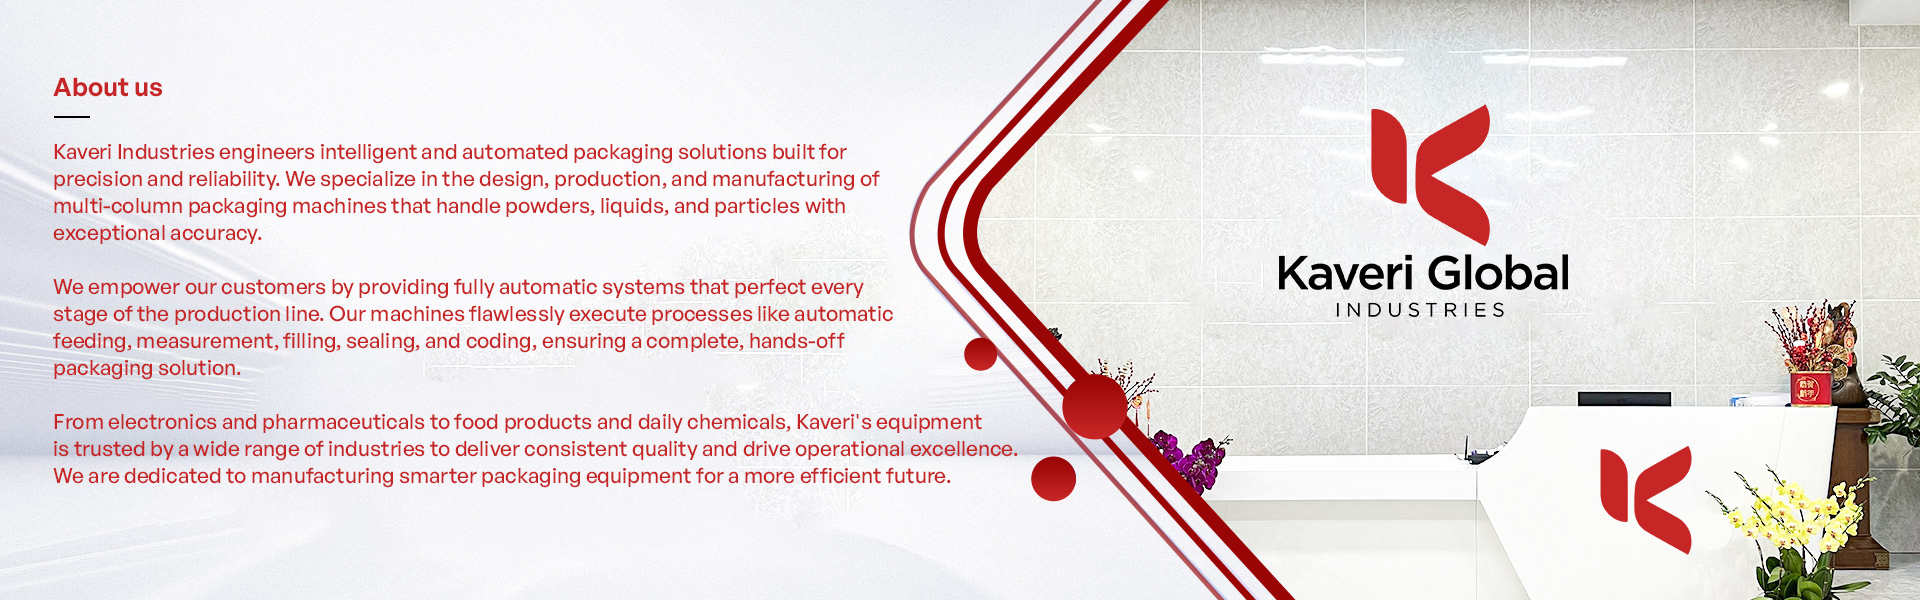 About us
Kaveri Industries engineers intelligent and automated packaging solutions built for
precision and reliability. We specialize in the design, production, and manufacturing of
multi-column packaging machines that handle powders, liquids, and particles with
exceptional accuracy.
We empower our customers by providing fully automatic systems that perfect every
stage of the production line. Our machines flawlessly execute processes like automatic
feeding, measurement, filling, sealing, and coding, ensuring a complete, hands-off
packaging solution.
From electronics and pharmaceuticals to food products and daily chemicals, Kaveri's equipment
is trusted by a wide range of industries to deliver consistent quality and drive operational excellence.
We are dedicated to manufacturing smarter packaging equipment for a more efficient future.
Kaveri Global
INDUSTRIES